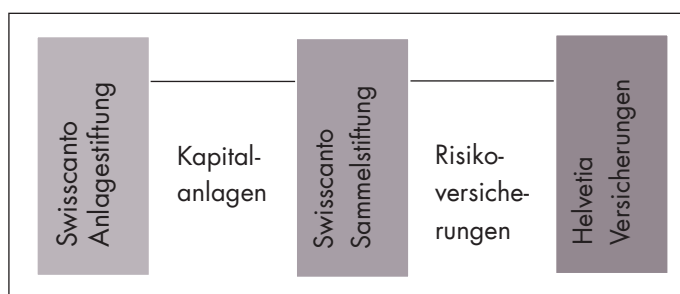 Swisscanto
Anlagestiftung
Kapital-
anlagen
Swisscanto
Sammelstiftung
Risiko-
versiche-
rungen
Helvetia
Versicherungen